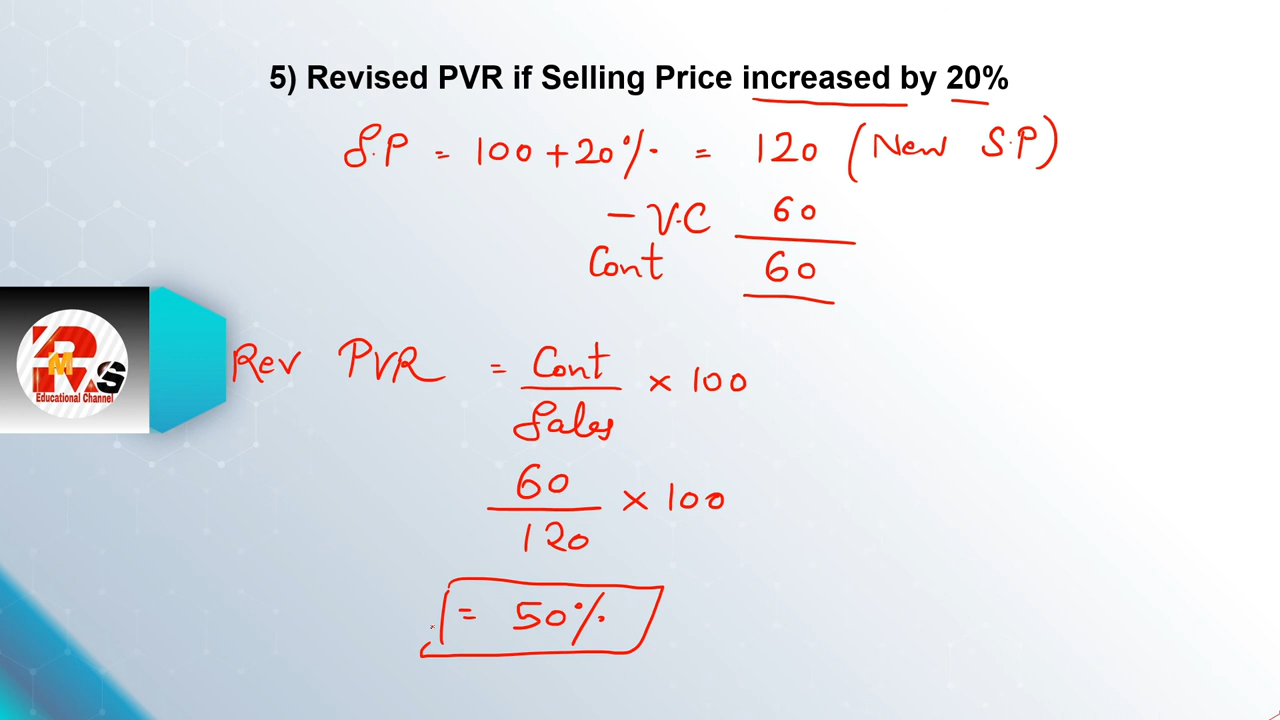 5) Revised PVR if Selling Price increased by 20%
S.P = 100 + 20% = 120 (New S.P)
- V.C 60
Cont 60
Rev PVR = Cont / Sales × 100
60 / 120 × 100
= 50%
RMS
Educational Channel